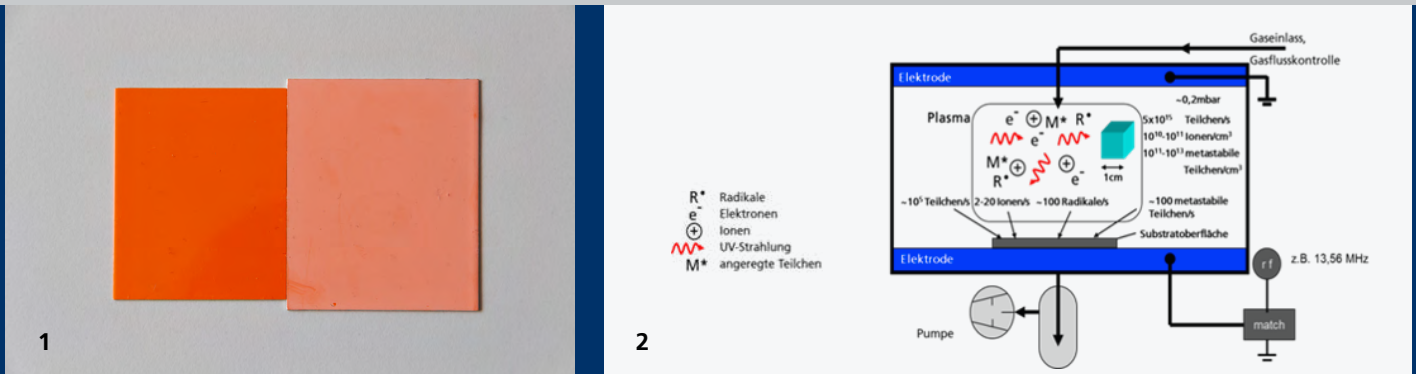 1
2
Gaseinlass,
Gasflusskontrolle
Elektrode
~0,2mbar
Plasma
e⁻ ⊕ M* R•
e⁻
M* ⊕ ⊕
R• e⁻
1cm
5x10¹⁵ Teilchen/s
10¹⁰-10¹¹ Ionen/cm³
10¹¹-10¹³ metastabile
Teilchen/cm³
~10⁵ Teilchen/s 2-20 Ionen/s ~100 Radikale/s ~100 metastabile
Teilchen/s
Substratoberfläche
Elektrode
R• Radikale
e⁻ Elektronen
⊕ Ionen
UV-Strahlung
M* angeregte Teilchen
rf z.B. 13,56 MHz
match
Pumpe